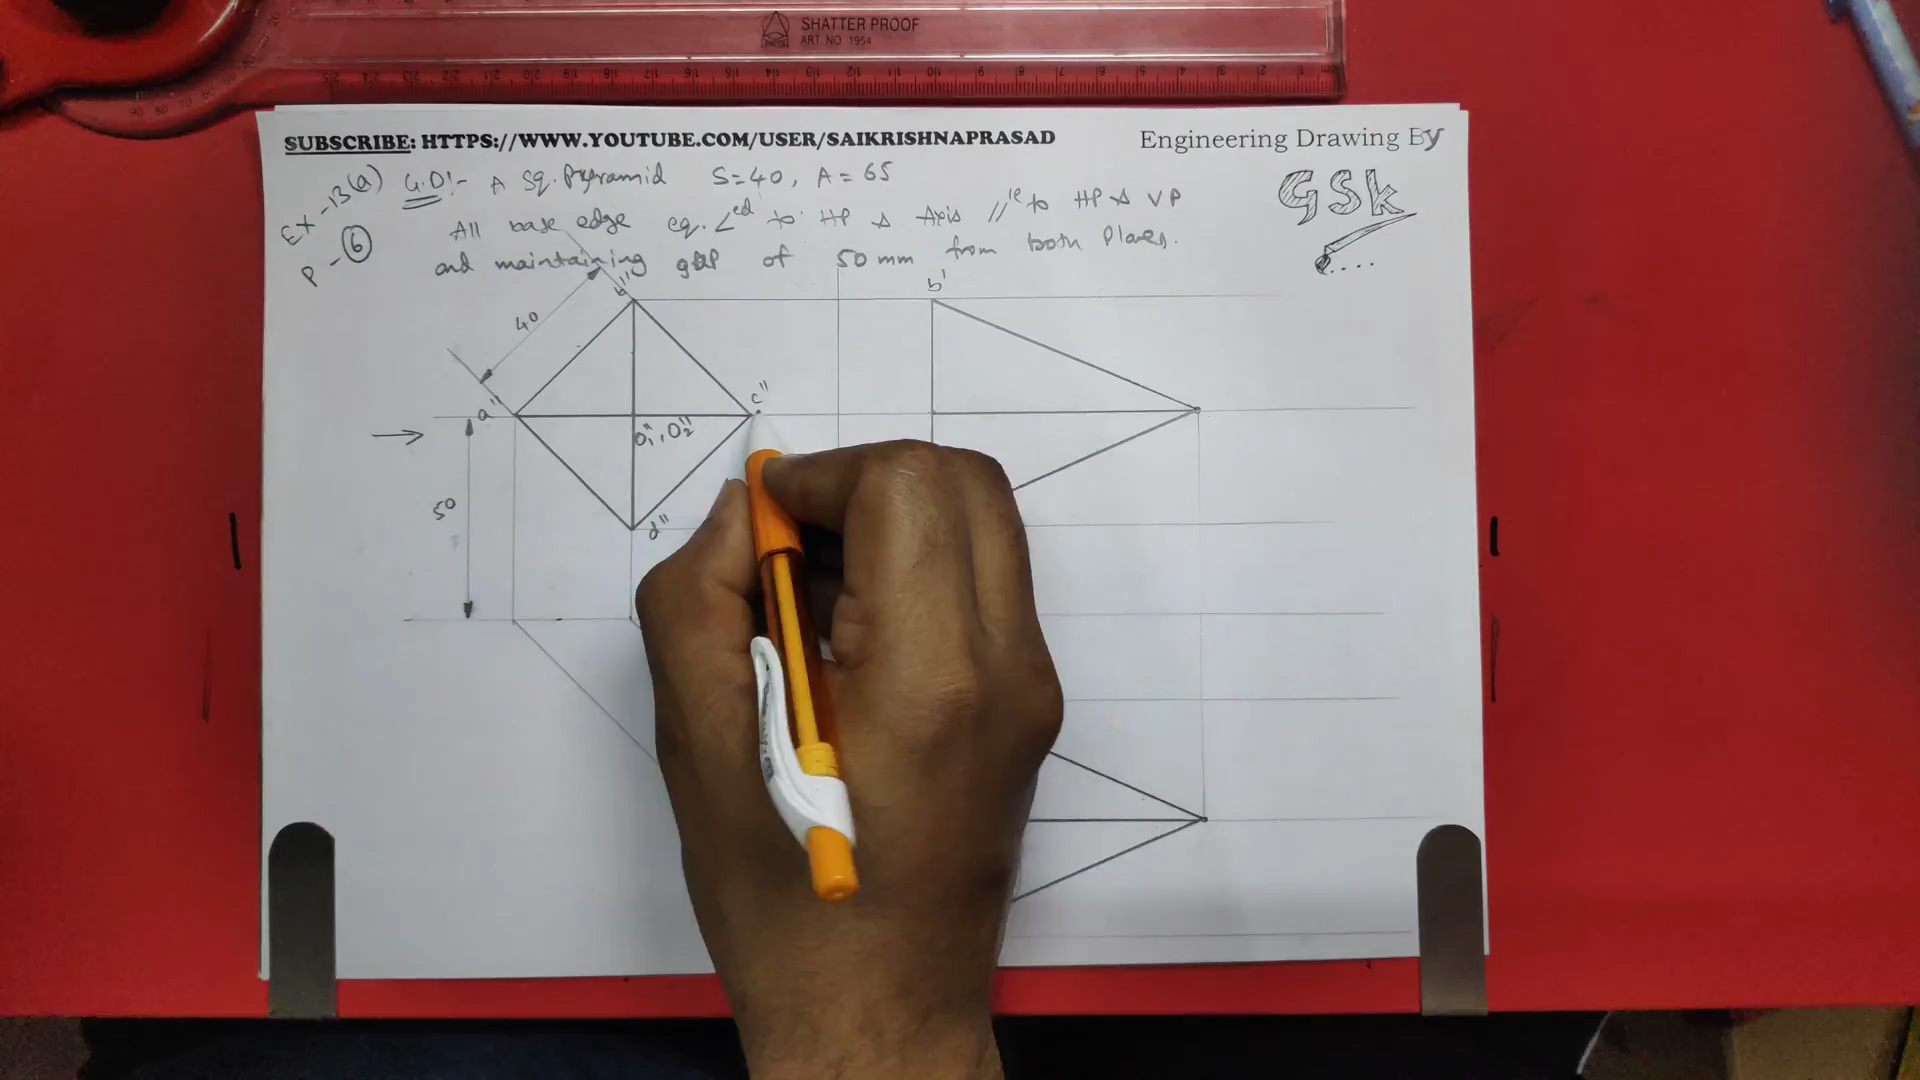 SHATTER PROOF
ART NO 1954
SUBSCRIBE: HTTPS://WWW.YOUTUBE.COM/USER/SAIKRISHNAPRASAD
Engineering Drawing By
GSK
Ex-13(a)
P-6
G.D!- A Sq. Pyramid S=40, A=65
All base edge eq. ∠ed to HP & Axis //le to HP & VP
and maintaining gap of 50mm from both Planes.
b'' b'
40
c''
a''
O1'', O2''
50
d''